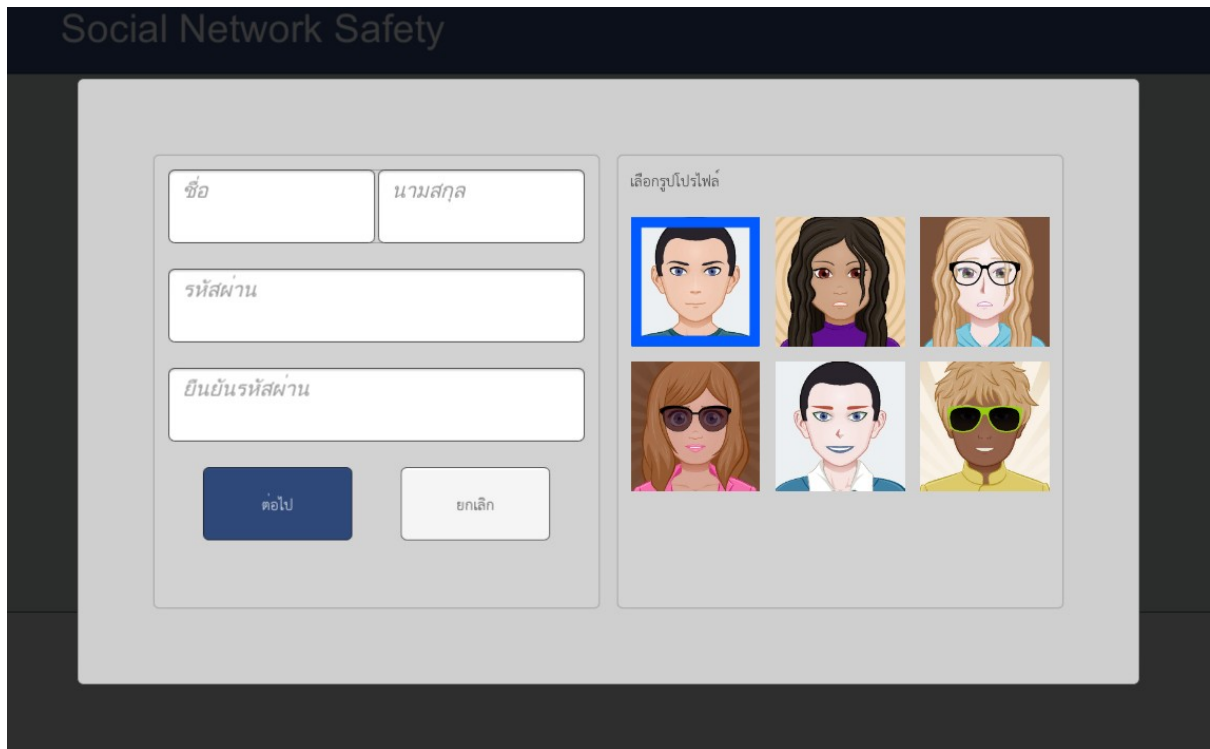 Social Network Safety
ชื่อ
นามสกุล
รหัสผ่าน
ยืนยันรหัสผ่าน
ต่อไป
ยกเลิก
เลือกรูปโปรไฟล์